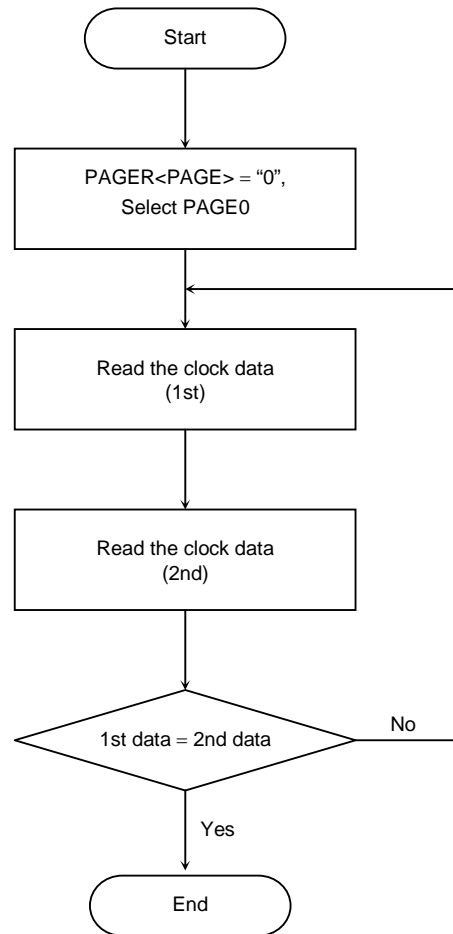 Start
PAGER<PAGE> = “0”,
Select PAGE0
Read the clock data
(1st)
Read the clock data
(2nd)
1st data = 2nd data
No
Yes
End